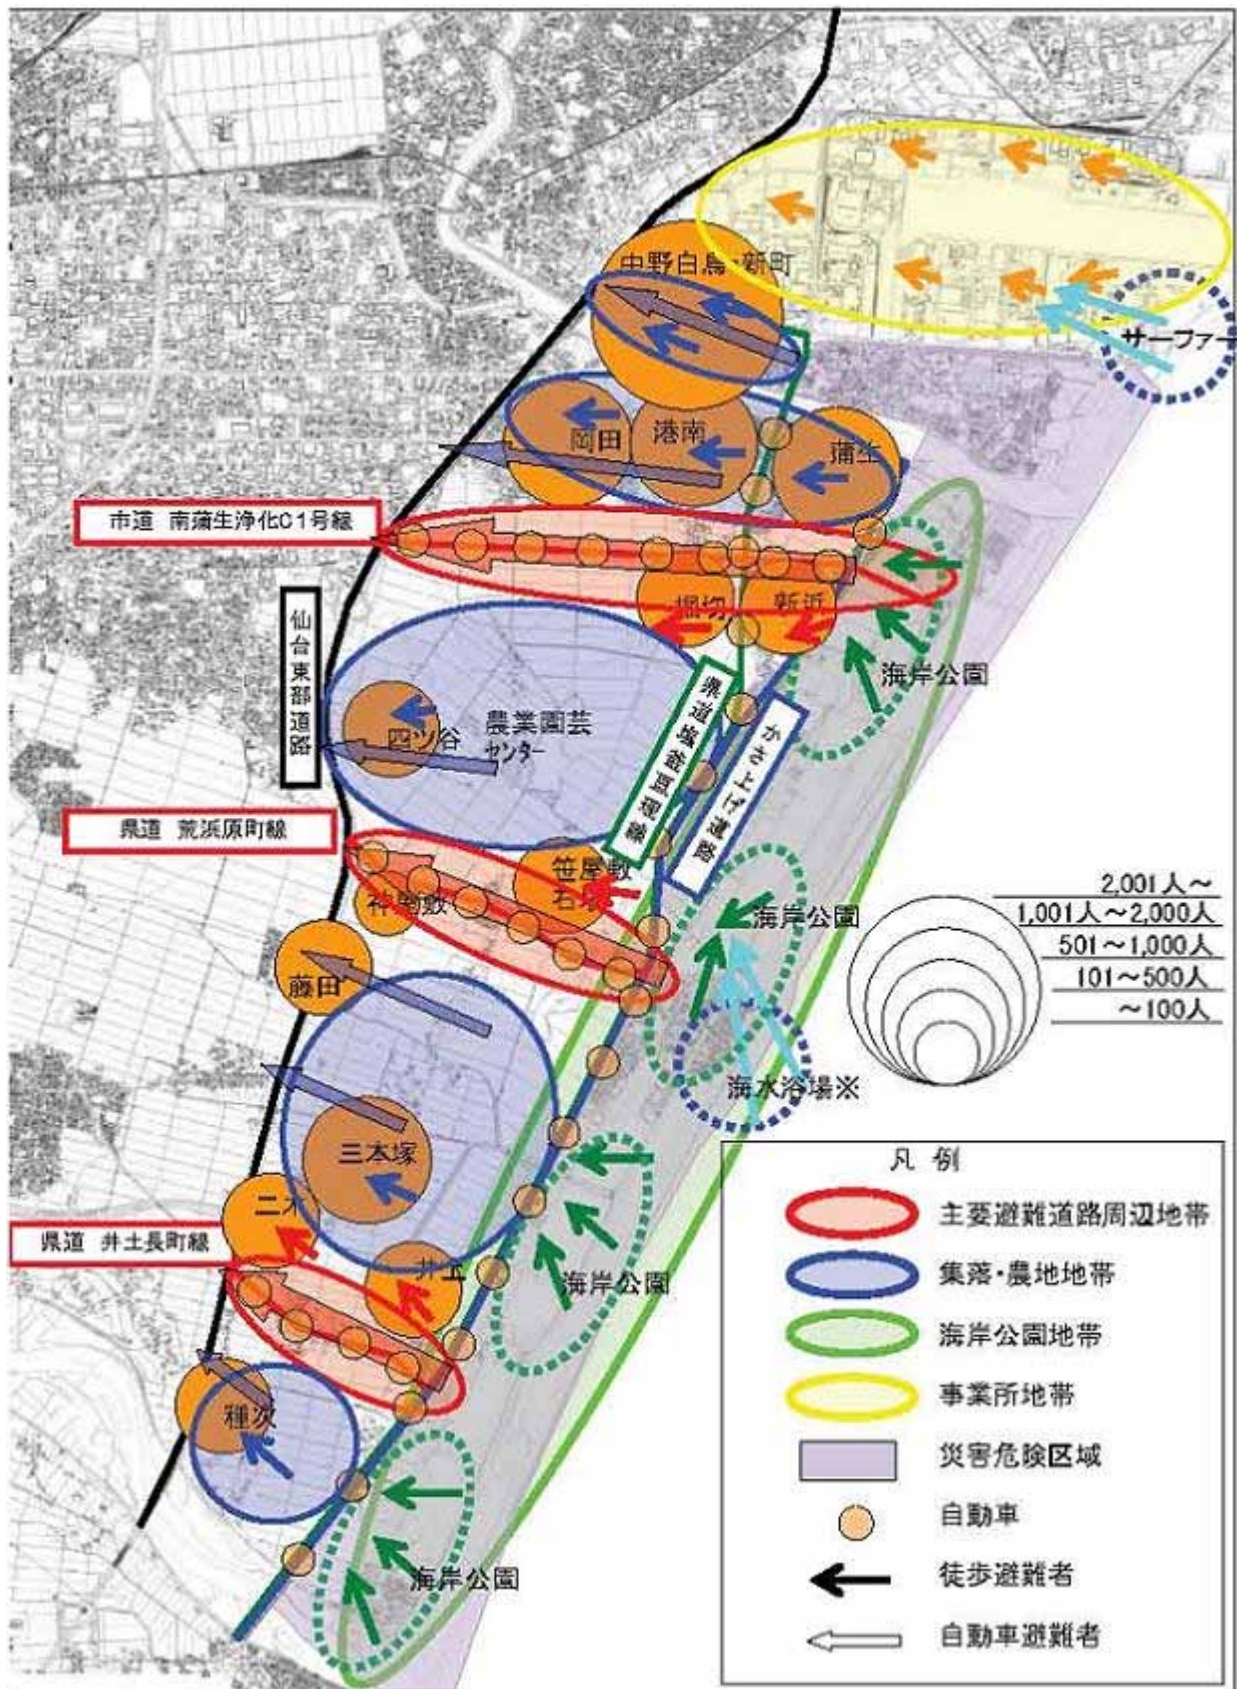 中野白鳥・新町
サーファー
岡田
港南
蒲生
市道 南蒲生浄化C1号線
堀切
新浜
仙台東部道路
海岸公園
県道塩釜亘理線
かさ上げ道路
四ツ谷
農業園芸
センター
県道 荒浜原町線
笹屋敷
神屋敷
海岸公園
2,001人～
1,001人～2,000人
501～1,000人
101～500人
～100人
藤田
海水浴場※
三本塚
二木
県道 井土長町線
井土
海岸公園
種次
海岸公園
凡 例
主要避難道路周辺地帯
集落・農地地帯
海岸公園地帯
事業所地帯
災害危険区域
自動車
徒歩避難者
自動車避難者